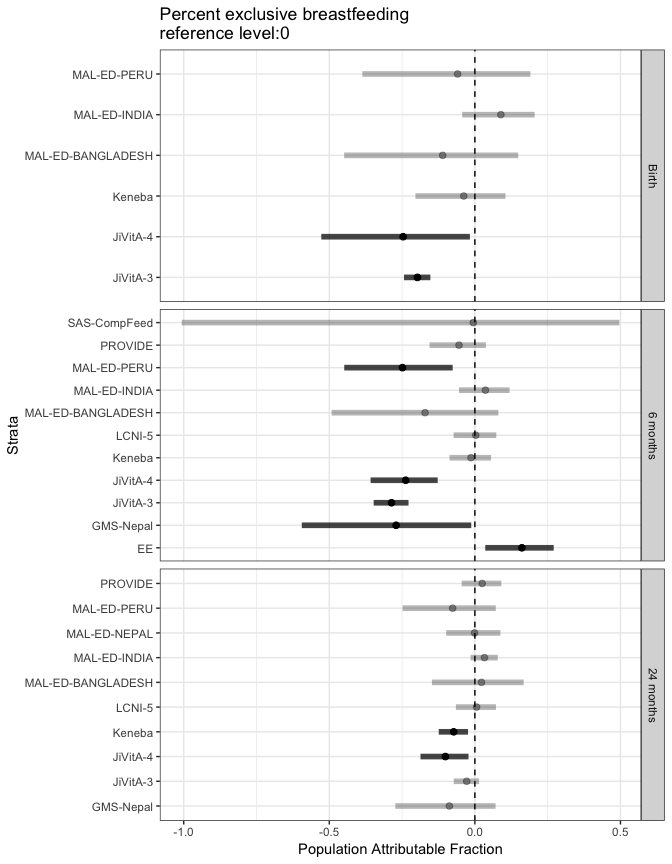 Percent exclusive breastfeeding
reference level:0
MAL-ED-PERU
MAL-ED-INDIA
MAL-ED-BANGLADESH
Keneba
JiVitA-4
JiVitA-3
Birth
SAS-CompFeed
PROVIDE
MAL-ED-PERU
MAL-ED-INDIA
MAL-ED-BANGLADESH
LCNI-5
Keneba
JiVitA-4
JiVitA-3
GMS-Nepal
EE
6 months
PROVIDE
MAL-ED-PERU
MAL-ED-NEPAL
MAL-ED-INDIA
MAL-ED-BANGLADESH
LCNI-5
Keneba
JiVitA-4
JiVitA-3
GMS-Nepal
24 months
Strata
-1.0 -0.5 0.0 0.5
Population Attributable Fraction